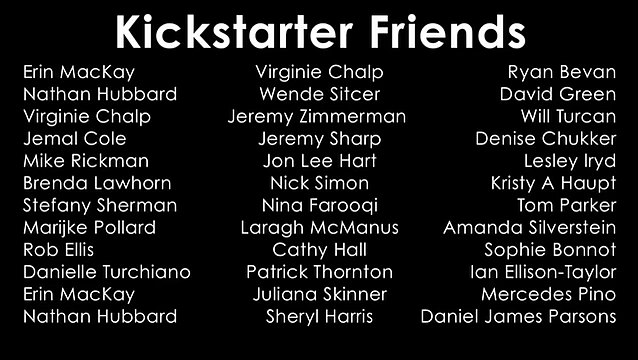 Kickstarter Friends
Erin MacKay Virginie Chalp Ryan Bevan
Nathan Hubbard Wende Sitcer David Green
Virginie Chalp Jeremy Zimmerman Will Turcan
Jemal Cole Jeremy Sharp Denise Chukker
Mike Rickman Jon Lee Hart Lesley Iryd
Brenda Lawhorn Nick Simon Kristy A Haupt
Stefany Sherman Nina Farooqi Tom Parker
Marijke Pollard Laragh McManus Amanda Silverstein
Rob Ellis Cathy Hall Sophie Bonnot
Danielle Turchiano Patrick Thornton Ian Ellison-Taylor
Erin MacKay Juliana Skinner Mercedes Pino
Nathan Hubbard Sheryl Harris Daniel James Parsons